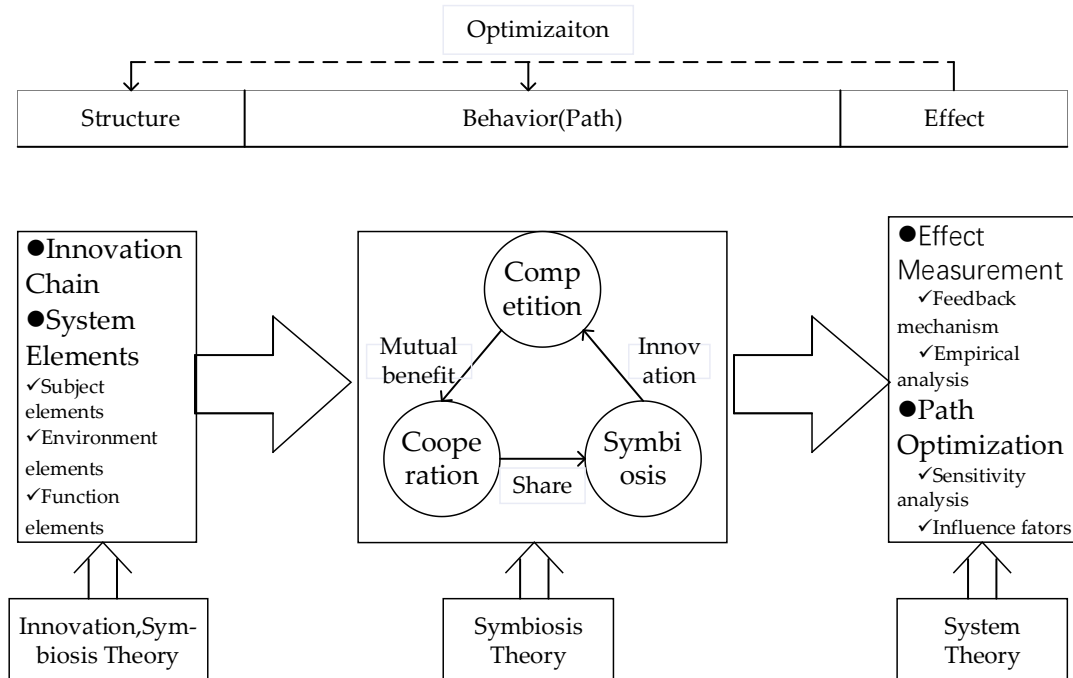 Optimizaiton
Structure
Behavior(Path)
Effect
●Innovation
Chain
●System
Elements
✓Subject
elements
✓Environment
elements
✓Function
elements
Comp
etition
Mutual
benefit
Innov
ation
Coope
ration
Share
Symbi
osis
●Effect
Measurement
✓Feedback
mechanism
✓Empirical
analysis
●Path
Optimization
✓Sensitivity
analysis
✓Influence fators
Innovation,Sym-
biosis Theory
Symbiosis
Theory
System
Theory